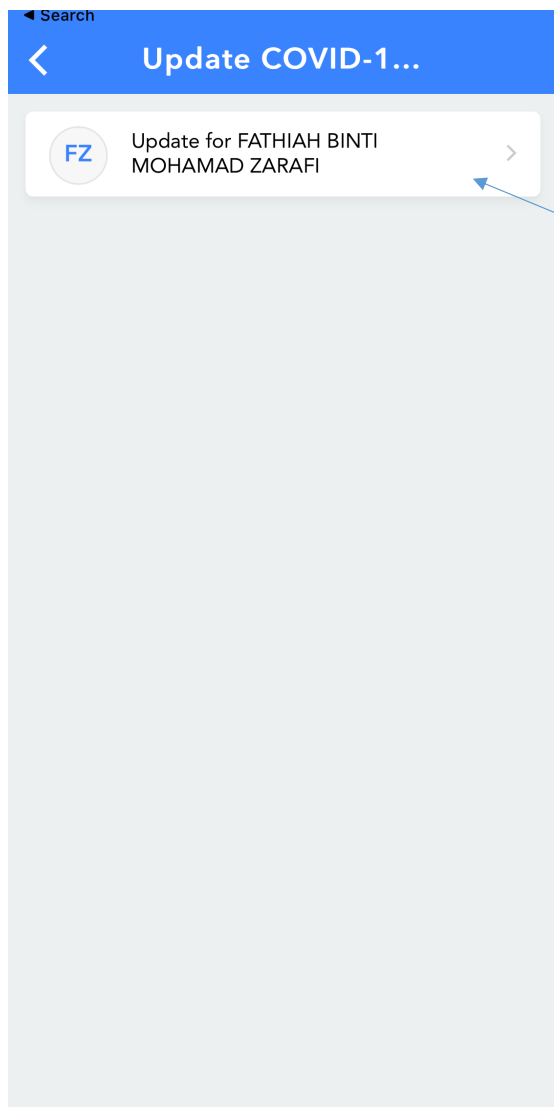 ◄ Search
Update COVID-1...
FZ
Update for FATHIAH BINTI
MOHAMAD ZARAFI